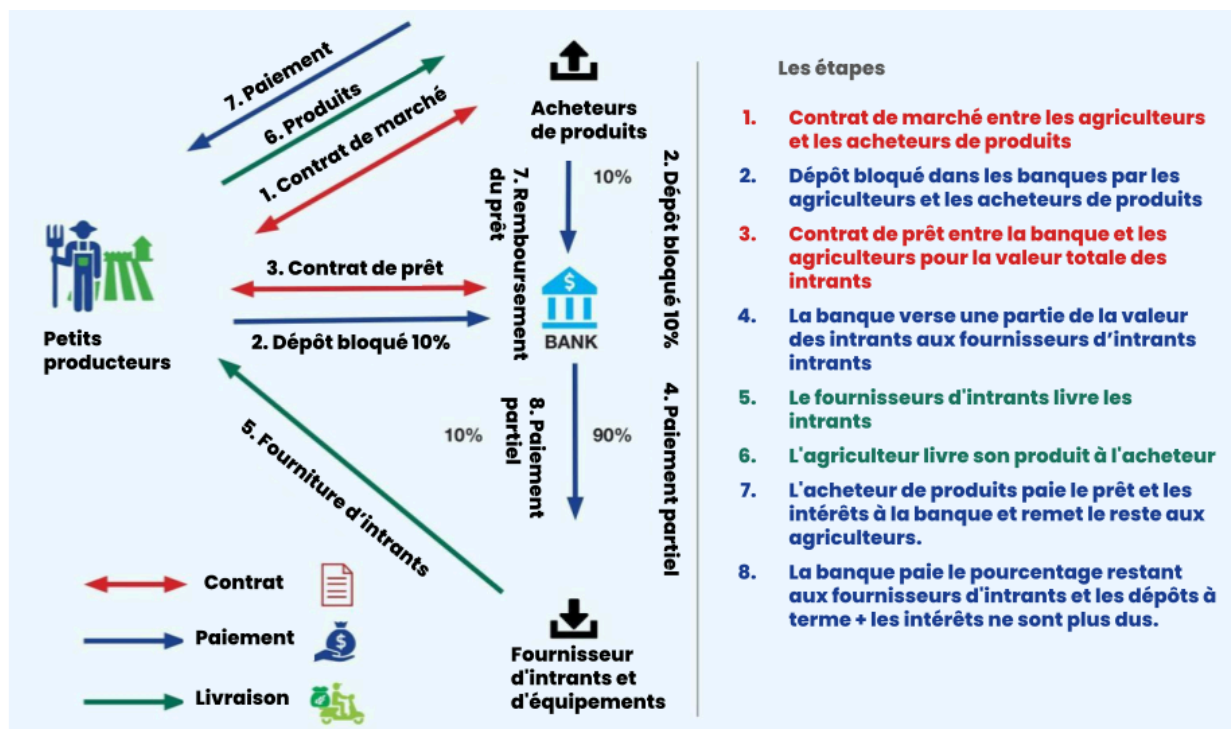 7. Paiement
6. Produits
1. Contrat de marché
Acheteurs
de produits
10%
2. Dépôt bloqué 10%
7. Remboursement
du prêt
3. Contrat de prêt
2. Dépôt bloqué 10%
$
BANK
Petits
producteurs
5. Fourniture d’intrants
10%
8. Paiement
partiel
90%
4. Paiement partiel
Contrat
Paiement
$
Livraison
Fournisseur
d'intrants et
d'équipements
Les étapes
1. Contrat de marché entre les agriculteurs
et les acheteurs de produits
2. Dépôt bloqué dans les banques par les
agriculteurs et les acheteurs de produits
3. Contrat de prêt entre la banque et les
agriculteurs pour la valeur totale des
intrants
4. La banque verse une partie de la valeur
des intrants aux fournisseurs d’intrants
intrants
5. Le fournisseurs d'intrants livre les
intrants
6. L'agriculteur livre son produit à l'acheteur
7. L'acheteur de produits paie le prêt et les
intérêts à la banque et remet le reste aux
agriculteurs.
8. La banque paie le pourcentage restant
aux fournisseurs d'intrants et les dépôts à
terme + les intérêts ne sont plus dus.